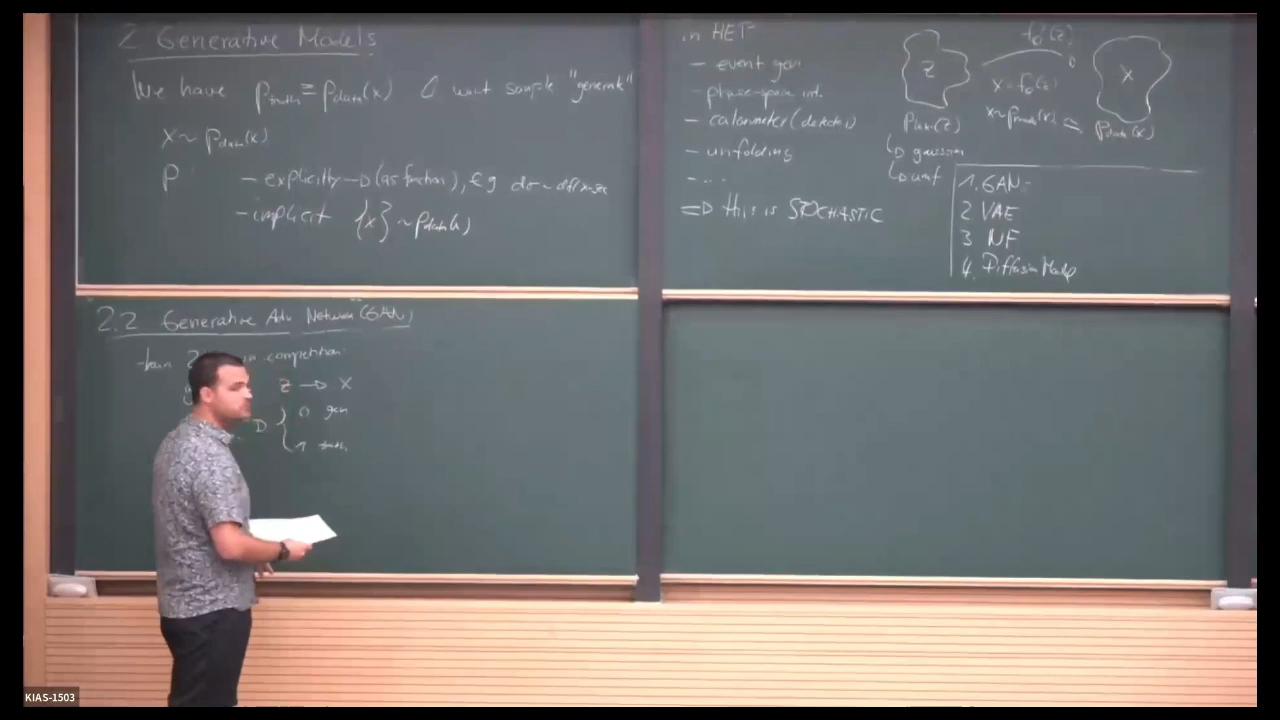 2 Generative Models
We have p_truth ≡ p_data(x) want sample "generate"
x ~ p_data(x)
p
- explicitly → (as function), e.g dσ ~
- implicit {x} ~ p_data(x)
in HEP
- event gen
- phase-space int.
- calorimeter (detector)
- unfolding
- ...
⇒ this is STOCHASTIC
Z
f_θ(z)
x = f_θ(z)
x ~ p_model(x) ≃
X
p_latent(z)
p_data(x)
↳ gaussian
↳ unif
1. GAN
2 VAE
3 NF
4. Diffusion
2.2 Generative Adv Network (GAN)
2 in competition
g z → x
D { 0 gen
1 truth
KIAS-1503